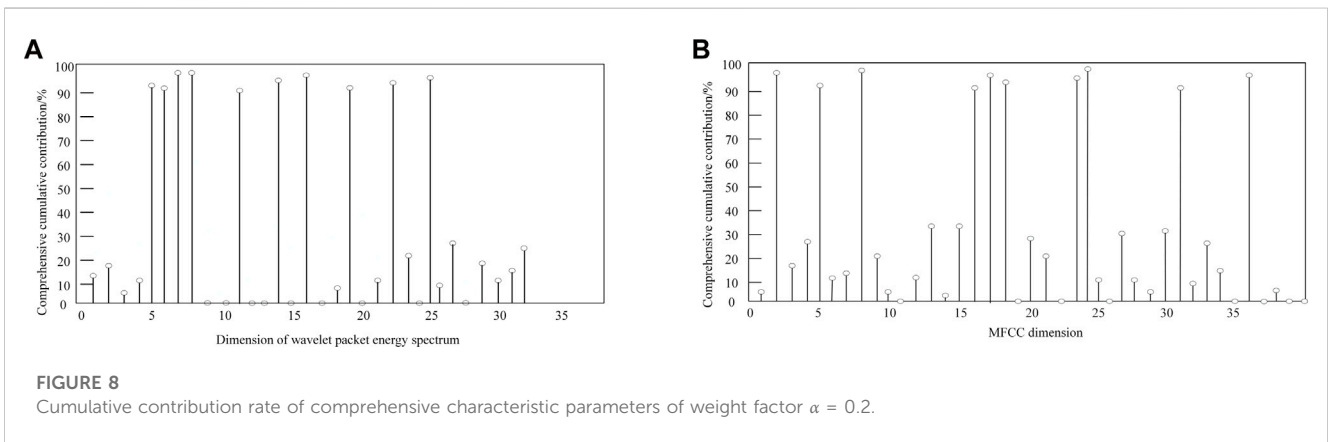 A
Comprehensive cumulative contribution/%
100
90
80
70
60
50
40
30
20
10
0
0 5 10 15 20 25 30 35
Dimension of wavelet packet energy spectrum
B
Comprehensive cumulative contribution/%
100
90
80
70
60
50
40
30
20
10
0
0 5 10 15 20 25 30 35
MFCC dimension
FIGURE 8
Cumulative contribution rate of comprehensive characteristic parameters of weight factor α = 0.2.